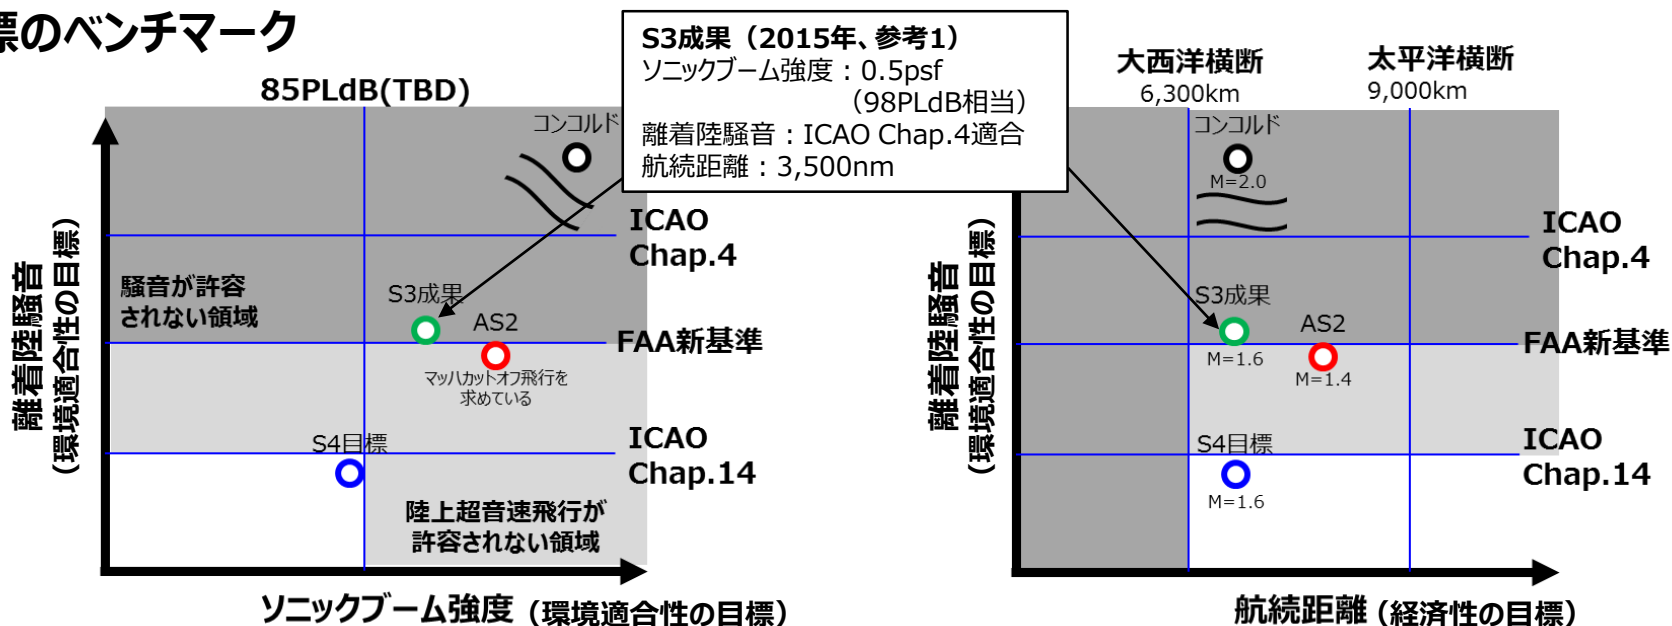 標のベンチマーク
S3成果（2015年、参考1）
ソニックブーム強度：0.5psf
（98PLdB相当）
離着陸騒音：ICAO Chap.4適合
航続距離：3,500nm
85PLdB(TBD)
コンコルド
ICAO
Chap.4
騒音が許容
されない領域
S3成果
AS2
FAA新基準
マッハカットオフ飛行を
求めている
S4目標
ICAO
Chap.14
陸上超音速飛行が
許容されない領域
離着陸騒音
（環境適合性の目標）
ソニックブーム強度（環境適合性の目標）
大西洋横断
6,300km
太平洋横断
9,000km
コンコルド
M=2.0
ICAO
Chap.4
S3成果
M=1.6
AS2
M=1.4
FAA新基準
S4目標
M=1.6
ICAO
Chap.14
離着陸騒音
（環境適合性の目標）
航続距離（経済性の目標）